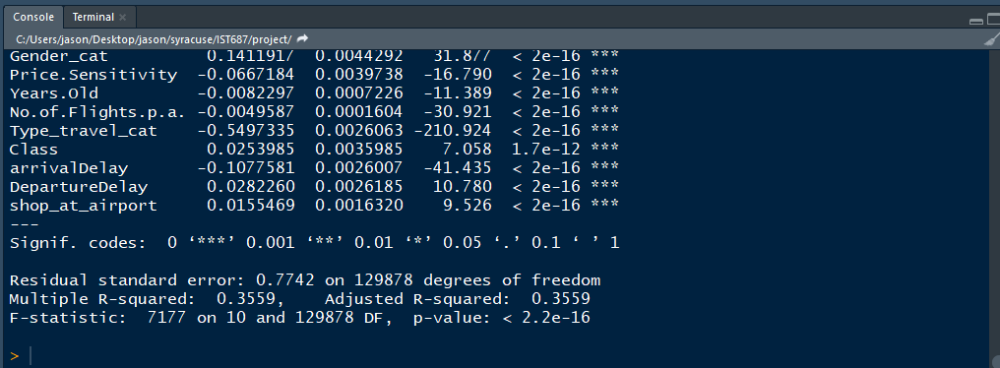 Console Terminal ×
C:/Users/jason/Desktop/jason/syracuse/IST687/project/
Gender_cat 0.1411917 0.0044292 31.877 < 2e-16 ***
Price.Sensitivity -0.0667184 0.0039738 -16.790 < 2e-16 ***
Years.Old -0.0082297 0.0007226 -11.389 < 2e-16 ***
No.of.Flights.p.a. -0.0049587 0.0001604 -30.921 < 2e-16 ***
Type_travel_cat -0.5497335 0.0026063 -210.924 < 2e-16 ***
Class 0.0253985 0.0035985 7.058 1.7e-12 ***
arrivalDelay -0.1077581 0.0026007 -41.435 < 2e-16 ***
DepartureDelay 0.0282260 0.0026185 10.780 < 2e-16 ***
shop_at_airport 0.0155469 0.0016320 9.526 < 2e-16 ***
---
Signif. codes: 0 ‘***’ 0.001 ‘**’ 0.01 ‘*’ 0.05 ‘.’ 0.1 ‘ ’ 1
Residual standard error: 0.7742 on 129878 degrees of freedom
Multiple R-squared: 0.3559, Adjusted R-squared: 0.3559
F-statistic: 7177 on 10 and 129878 DF, p-value: < 2.2e-16
>